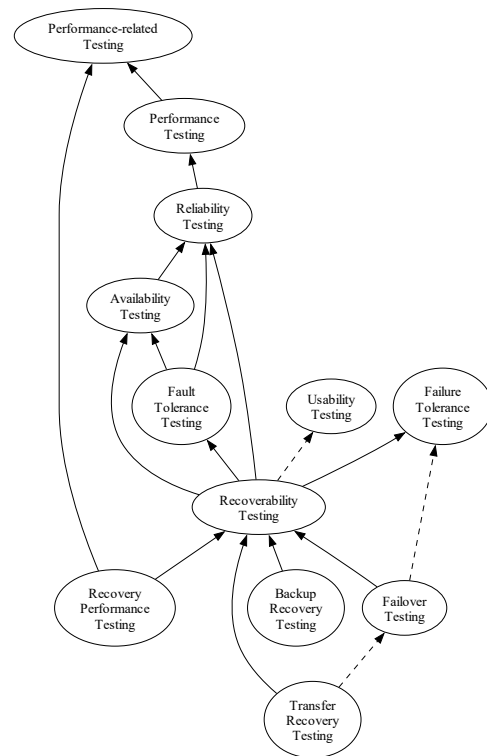 Performance-related
Testing
Performance
Testing
Reliability
Testing
Availability
Testing
Fault
Tolerance
Testing
Usability
Testing
Failure
Tolerance
Testing
Recoverability
Testing
Recovery
Performance
Testing
Backup
Recovery
Testing
Failover
Testing
Transfer
Recovery
Testing